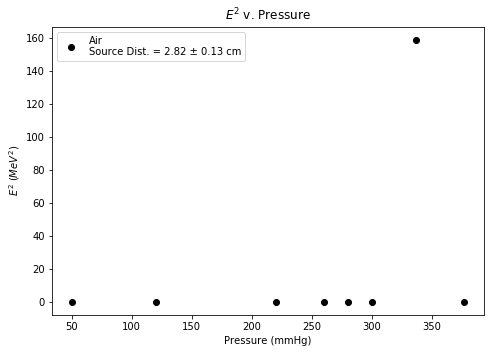 E² v. Pressure
Air
Source Dist. = 2.82 ± 0.13 cm
160
140
120
100
80
60
40
20
0
E² (MeV²)
50 100 150 200 250 300 350
Pressure (mmHg)